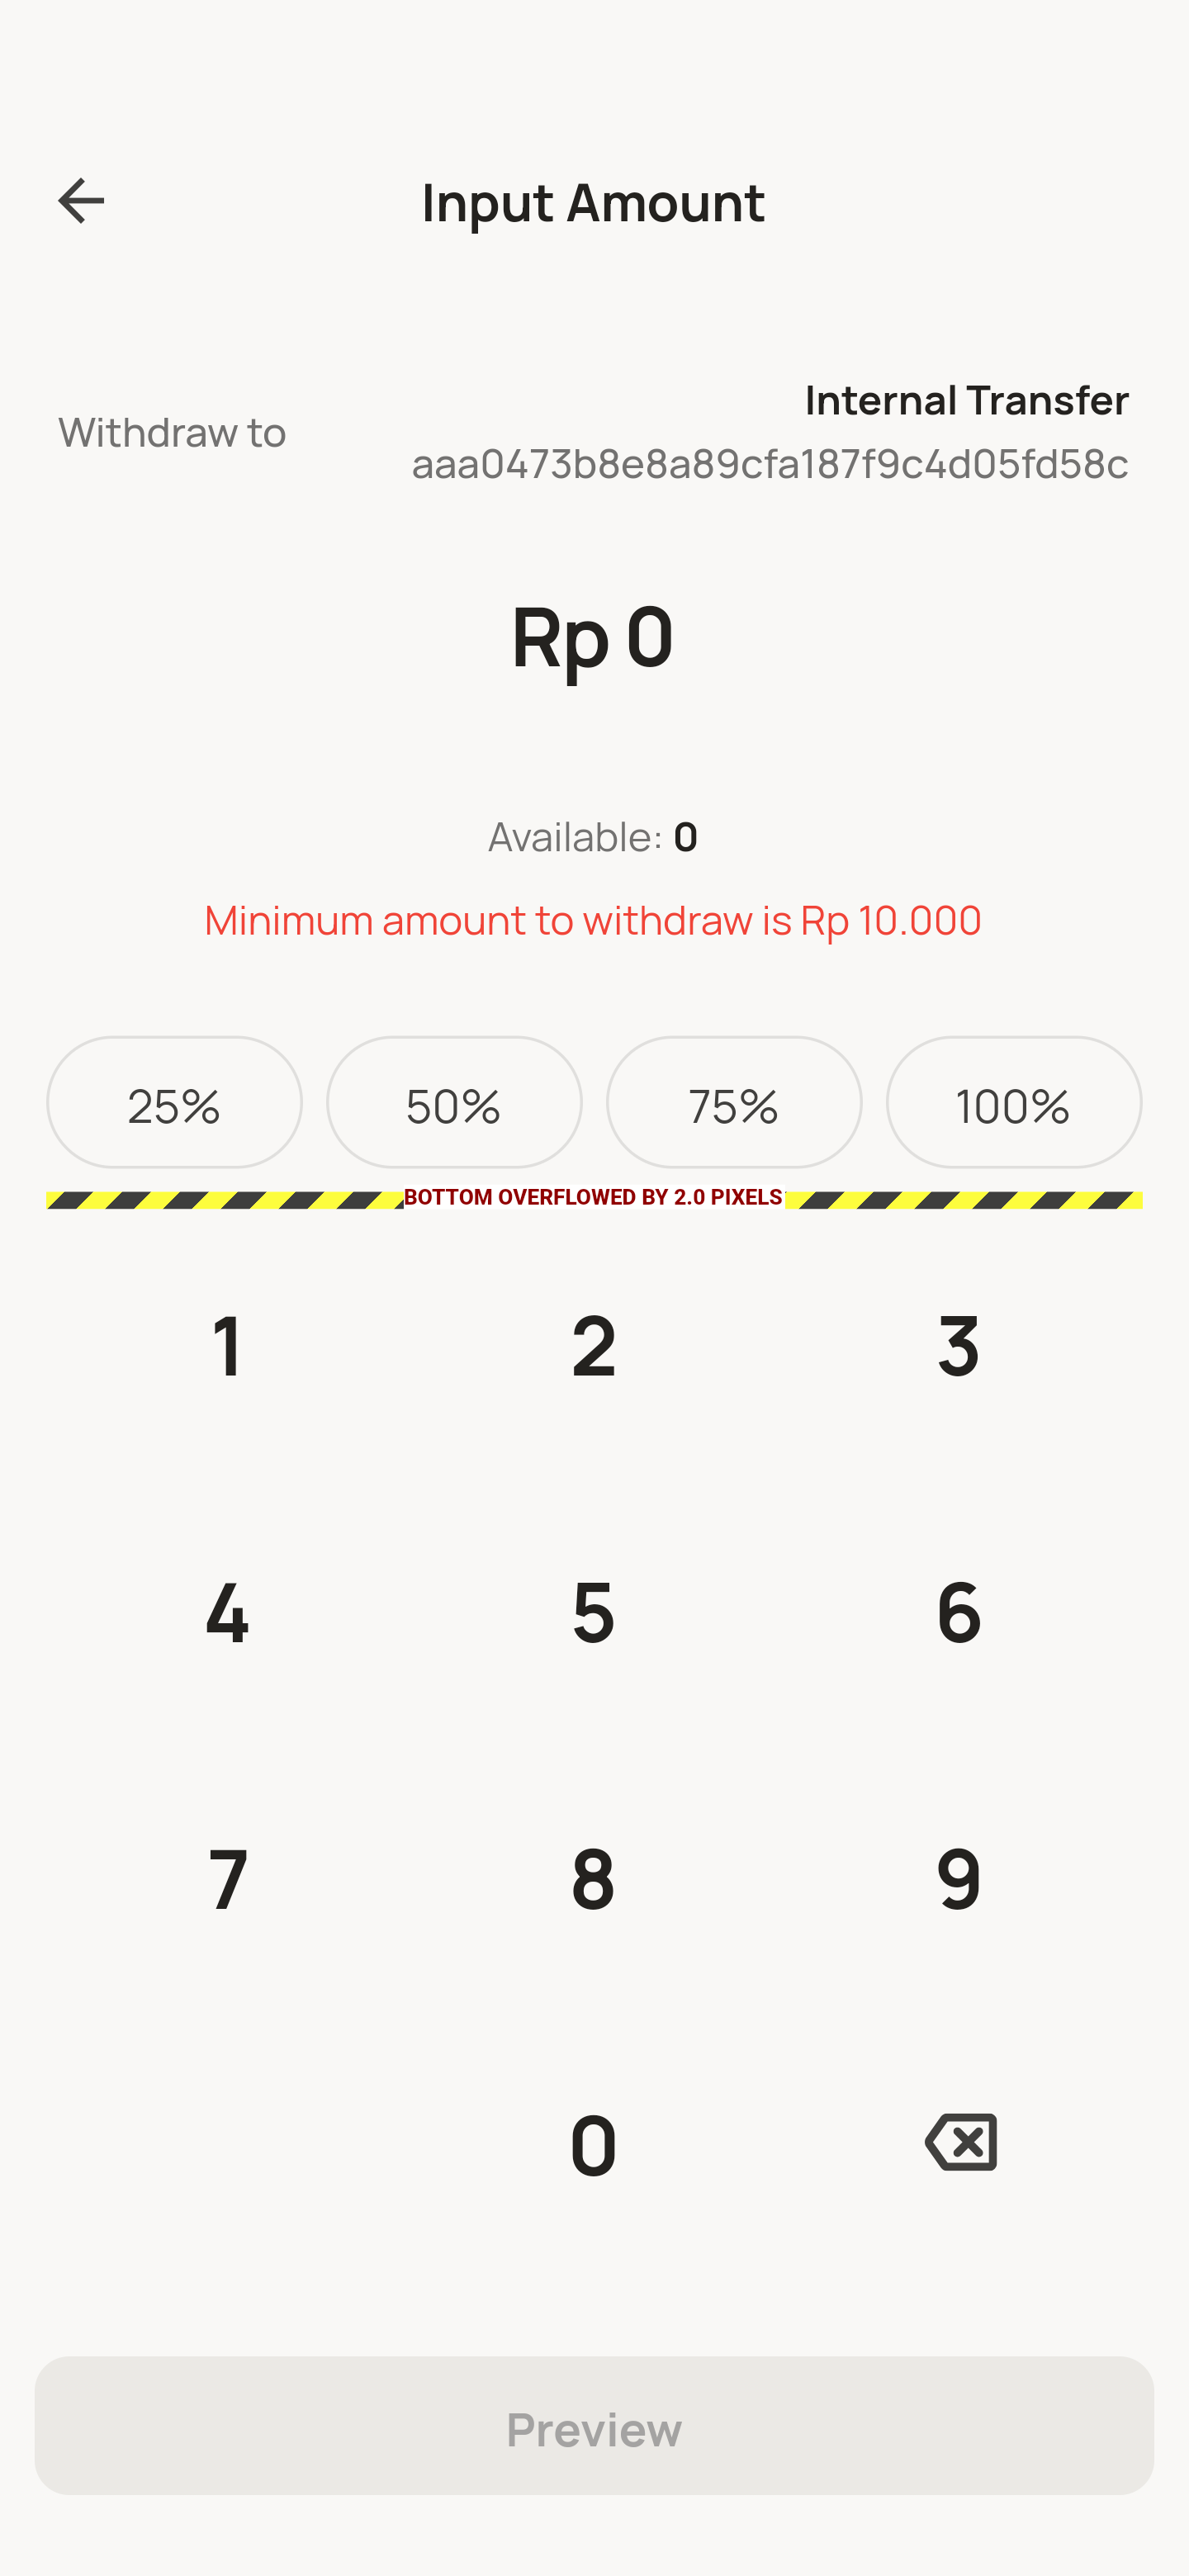 Input Amount
Withdraw to
Internal Transfer
aaa0473b8e8a89cfa187f9c4d05fd58c
Rp 0
Available: 0
Minimum amount to withdraw is Rp 10.000
25% 50% 75% 100%
BOTTOM OVERFLOWED BY 2.0 PIXELS
1 2 3
4 5 6
7 8 9
0
Preview